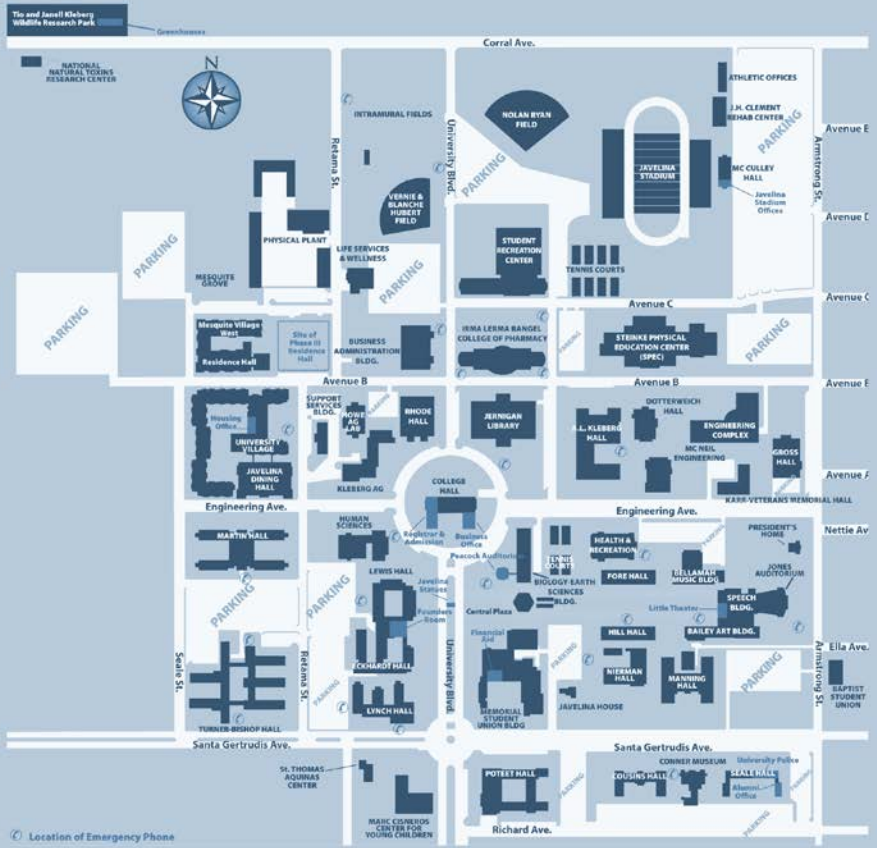 Tio and Janell Kleberg
Wildlife Research Park
Greenhouses
Corral Ave.
NATIONAL
NATURAL TOXINS
RESEARCH CENTER
N
INTRAMURAL FIELDS
NOLAN RYAN
FIELD
ATHLETIC OFFICES
J.H. CLEMENT
REHAB CENTER
PARKING
Avenue E
Retama St.
University Blvd.
Armstrong St.
PARKING
JAVELINA
STADIUM
MC CULLEY
HALL
Javelina
Stadium
Offices
VERNIE &
BLANCHE
HUBERT
FIELD
Avenue D
PHYSICAL PLANT
PARKING
LIFE SERVICES
& WELLNESS
STUDENT
RECREATION
CENTER
TENNIS COURTS
MESQUITE
GROVE
PARKING
PARKING
Avenue C
Avenue C
Mesquite Village
West
Residence Hall
Site of
Phase III
Residence
Hall
BUSINESS
ADMINISTRATION
BLDG.
IRMA LERMA RANGEL
COLLEGE OF PHARMACY
PARKING
STEINKE PHYSICAL
EDUCATION CENTER
(SPEC)
PARKING
Avenue B
Avenue B
Avenue B
SUPPORT
SERVICES
BLDG.
HOWE
AG
LAB
PARKING
RHODE
HALL
JERNIGAN
LIBRARY
R.L. KLEBERG
HALL
DOTTERWEICH
HALL
ENGINEERING
COMPLEX
Housing
Office
UNIVERSITY
VILLAGE
JAVELINA
DINING
HALL
MC NEIL
ENGINEERING
GROSS
HALL
KLEBERG AG
COLLEGE
HALL
Avenue A
KARR-VETERANS MEMORIAL HALL
Engineering Ave.
Engineering Ave.
Registrar &
Admission
Business
Office
Nettie Av
MARTIN HALL
HUMAN
SCIENCES
Peacock Auditorium
TENNIS
COURTS
HEALTH &
RECREATION
PARKING
PRESIDENT'S
HOME
BIOLOGY EARTH
SCIENCES
BLDG.
FORE HALL
BELLAMAH
MUSIC BLDG
JONES
AUDITORIUM
LEWIS HALL
Javelina
Statues
Founders
Room
Central Plaza
Little Theater
SPEECH
BLDG.
PARKING
PARKING
Financial
Aid
HILL HALL
BAILEY ART BLDG.
Ella Ave.
Seale St.
Retama St.
ECKHARDT HALL
University Blvd.
PARKING
NIERMAN
HALL
MANNING
HALL
PARKING
Armstrong St.
BAPTIST
STUDENT
UNION
PARKING
LYNCH HALL
JAVELINA HOUSE
MEMORIAL
STUDENT
UNION BLDG
TURNER-BISHOP HALL
Santa Gertrudis Ave.
Santa Gertrudis Ave.
St. THOMAS
AQUINAS
CENTER
POTEET HALL
PARKING
COUSINS HALL
CONNER MUSEUM
University Police
SEALE HALL
Alumni
Office
PARKING
MARC CISNEROS
CENTER FOR
YOUNG CHILDREN
PARKING
Richard Ave.
Location of Emergency Phone